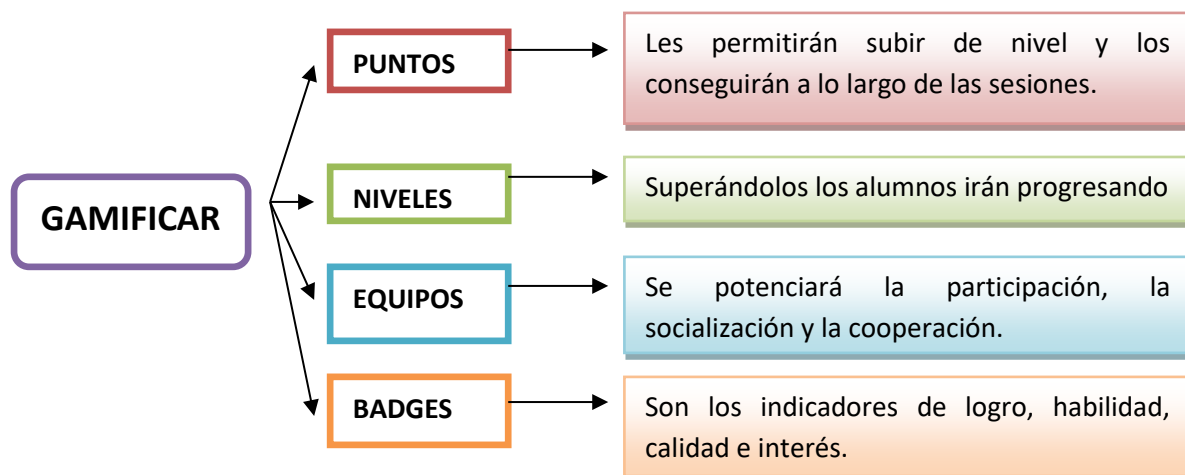 GAMIFICAR
PUNTOS
Les permitirán subir de nivel y los
conseguirán a lo largo de las sesiones.
NIVELES
Superándolos los alumnos irán progresando
EQUIPOS
Se potenciará la participación, la
socialización y la cooperación.
BADGES
Son los indicadores de logro, habilidad,
calidad e interés.